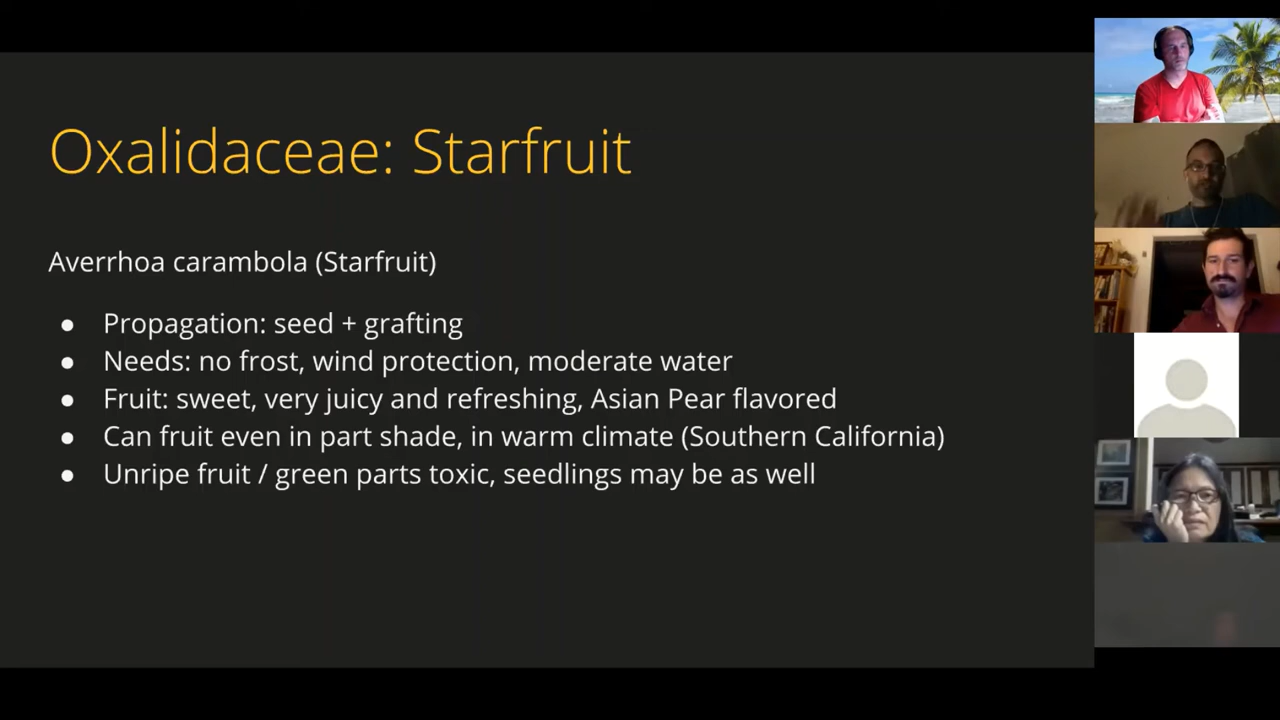 Oxalidaceae: Starfruit
Averrhoa carambola (Starfruit)
● Propagation: seed + grafting
● Needs: no frost, wind protection, moderate water
● Fruit: sweet, very juicy and refreshing, Asian Pear flavored
● Can fruit even in part shade, in warm climate (Southern California)
● Unripe fruit / green parts toxic, seedlings may be as well